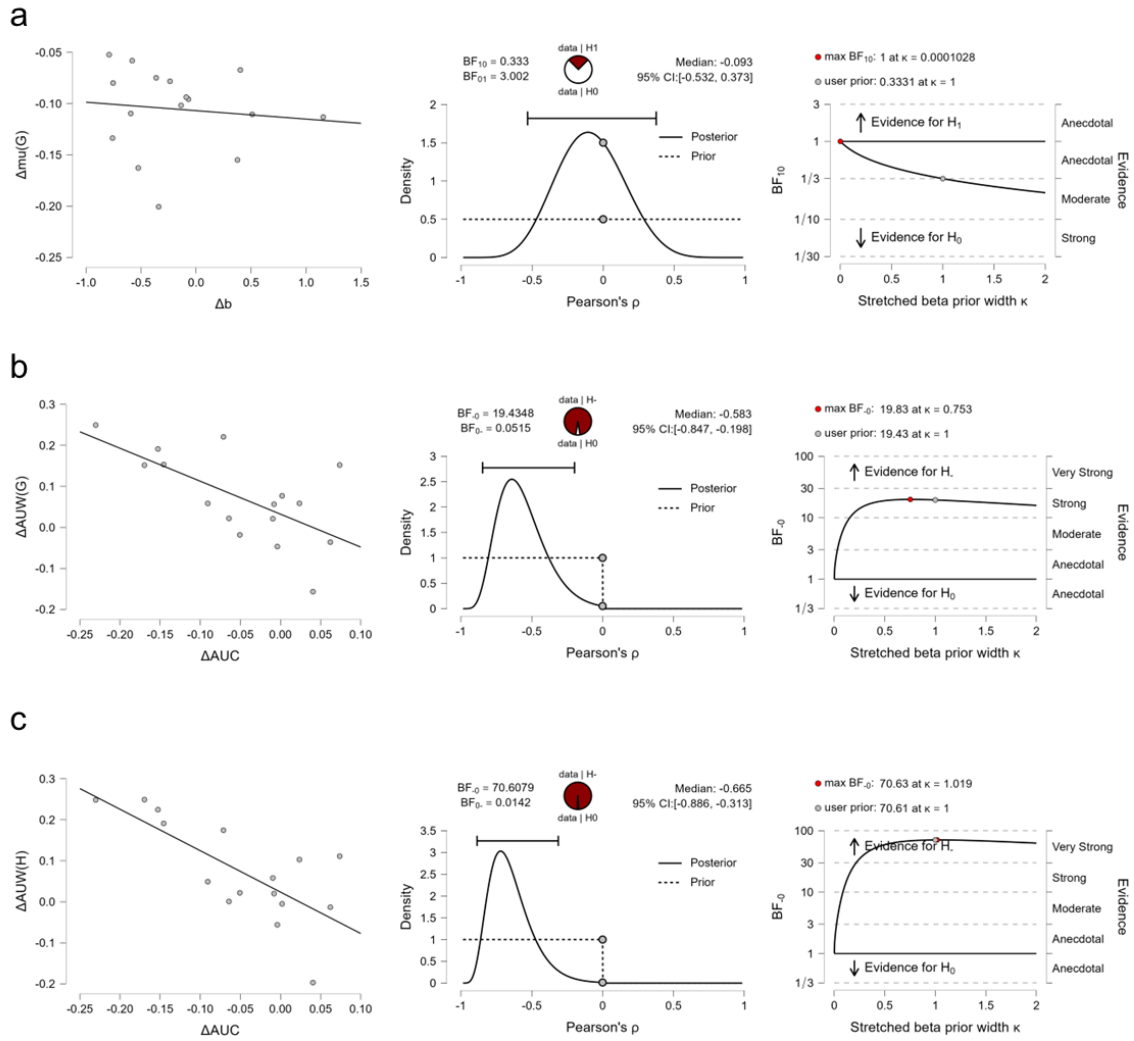 a
-0.05
-0.10
-0.15
-0.20
-0.25
Δmu(G)
-1.0 -0.5 0.0 0.5 1.0 1.5
Δb
BF₁₀ = 0.333
BF₀₁ = 3.002
data | H1
data | H0
Median: -0.093
95% CI:[-0.532, 0.373]
2
1.5
1
0.5
0
Density
Posterior
Prior
-1 -0.5 0 0.5 1
Pearson's ρ
max BF₁₀: 1 at κ = 0.0001028
user prior: 0.3331 at κ = 1
3
1
1/3
1/10
1/30
BF₁₀
Evidence for H₁
Evidence for H₀
Anecdotal
Anecdotal
Moderate
Strong
Evidence
0 0.5 1 1.5 2
Stretched beta prior width κ
b
0.3
0.2
0.1
0.0
-0.1
-0.2
ΔAUW(G)
-0.25 -0.20 -0.15 -0.10 -0.05 0.00 0.05 0.10
ΔAUC
BF₋₀ = 19.4348
BF₀₋ = 0.0515
data | H-
data | H0
Median: -0.583
95% CI:[-0.847, -0.198]
3
2.5
2
1.5
1
0.5
0
Density
Posterior
Prior
-1 -0.5 0 0.5 1
Pearson's ρ
max BF₋₀: 19.83 at κ = 0.753
user prior: 19.43 at κ = 1
100
30
10
3
1
1/3
BF₋₀
Evidence for H₋
Evidence for H₀
Very Strong
Strong
Moderate
Anecdotal
Anecdotal
Evidence
0 0.5 1 1.5 2
Stretched beta prior width κ
c
0.3
0.2
0.1
0.0
-0.1
-0.2
ΔAUW(H)
-0.25 -0.20 -0.15 -0.10 -0.05 0.00 0.05 0.10
ΔAUC
BF₋₀ = 70.6079
BF₀₋ = 0.0142
data | H-
data | H0
Median: -0.665
95% CI:[-0.886, -0.313]
3.5
3
2.5
2
1.5
1
0.5
0
Density
Posterior
Prior
-1 -0.5 0 0.5 1
Pearson's ρ
max BF₋₀: 70.63 at κ = 1.019
user prior: 70.61 at κ = 1
100
30
10
3
1
1/3
BF₋₀
Evidence for H₋
Evidence for H₀
Very Strong
Strong
Moderate
Anecdotal
Anecdotal
Evidence
0 0.5 1 1.5 2
Stretched beta prior width κ